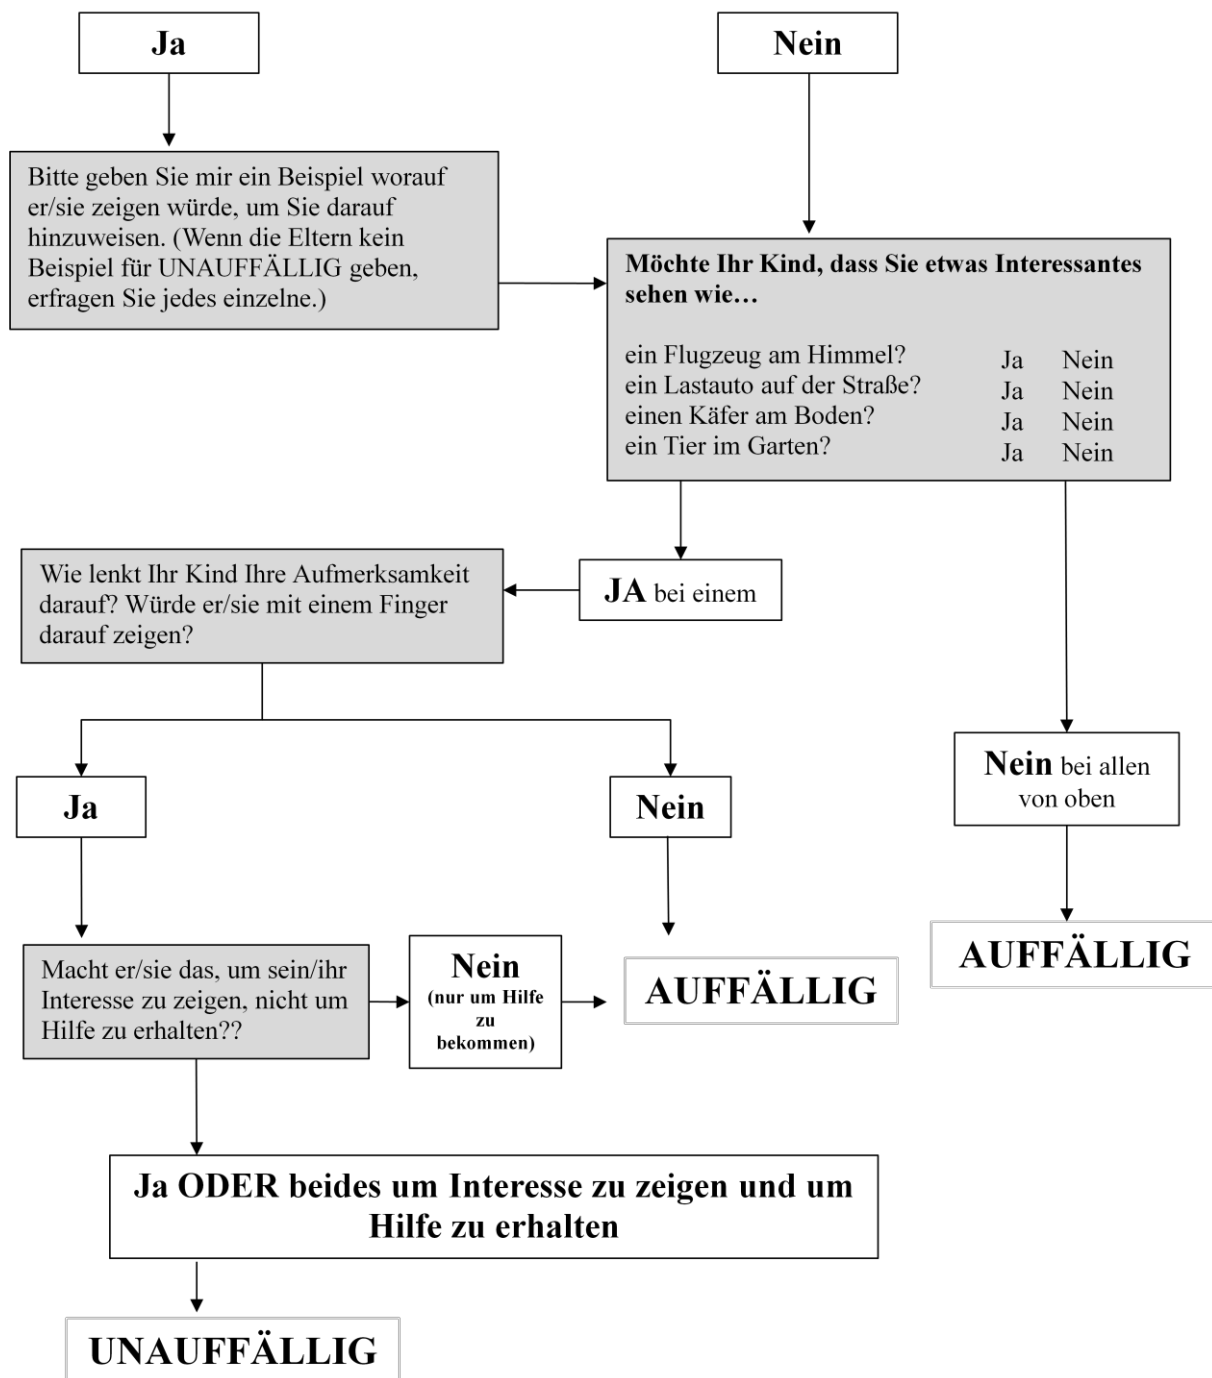 Ja
Nein
Bitte geben Sie mir ein Beispiel worauf
er/sie zeigen würde, um Sie darauf
hinzuweisen. (Wenn die Eltern kein
Beispiel für UNAUFFÄLLIG geben,
erfragen Sie jedes einzelne.)
Möchte Ihr Kind, dass Sie etwas Interessantes
sehen wie…
ein Flugzeug am Himmel? Ja Nein
ein Lastauto auf der Straße? Ja Nein
einen Käfer am Boden? Ja Nein
ein Tier im Garten? Ja Nein
JA bei einem
Wie lenkt Ihr Kind Ihre Aufmerksamkeit
darauf? Würde er/sie mit einem Finger
darauf zeigen?
Ja
Nein
Nein bei allen
von oben
Macht er/sie das, um sein/ihr
Interesse zu zeigen, nicht um
Hilfe zu erhalten??
Nein
(nur um Hilfe
zu
bekommen)
AUFFÄLLIG
AUFFÄLLIG
Ja ODER beides um Interesse zu zeigen und um
Hilfe zu erhalten
UNAUFFÄLLIG